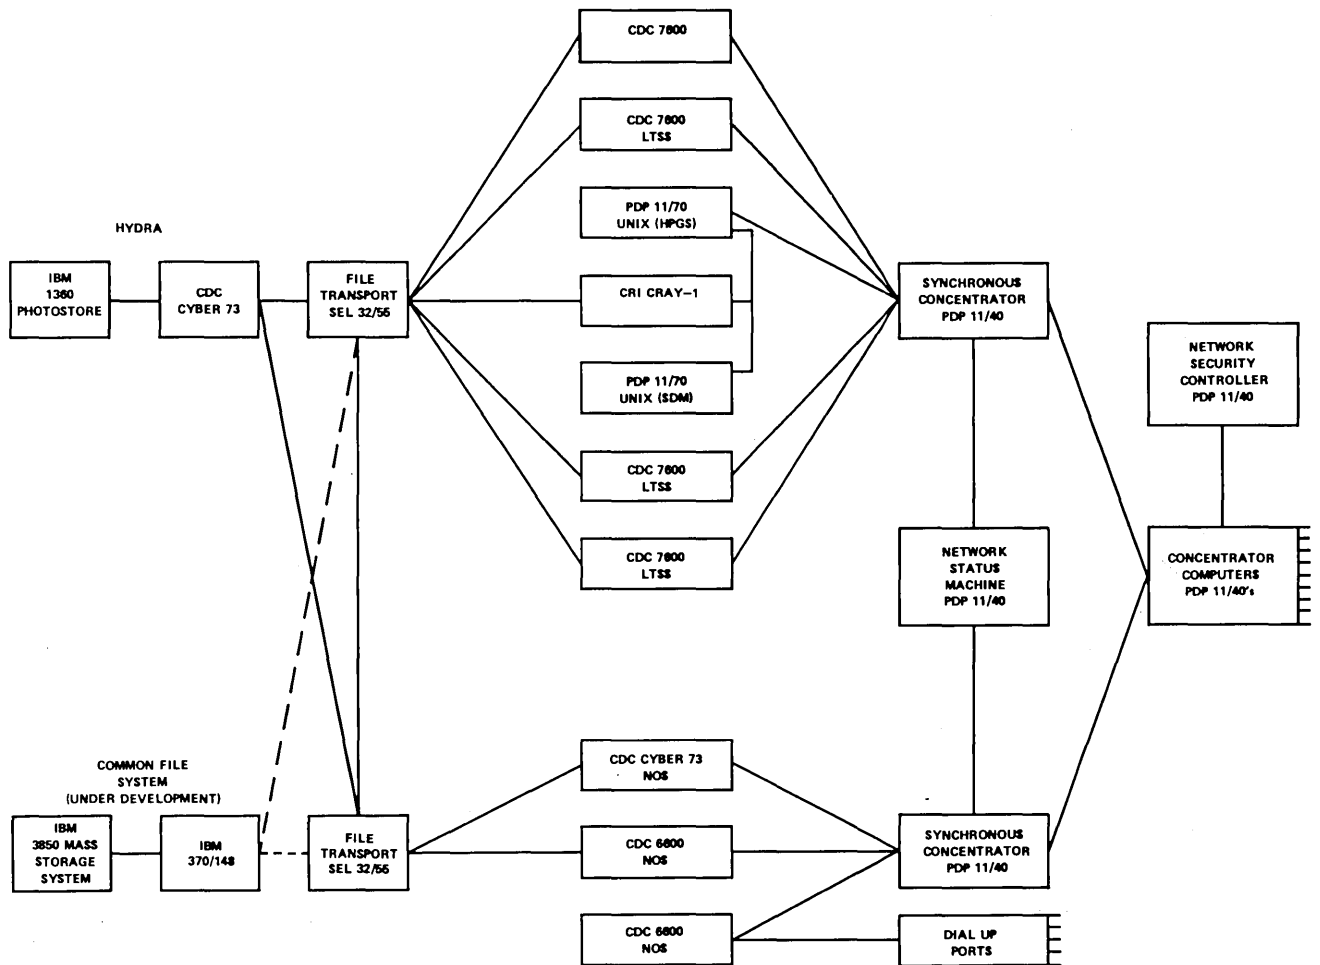 CDC 7600
CDC 7600
LTSS
PDP 11/70
UNIX (HPGS)
CRI CRAY-1
PDP 11/70
UNIX (SDM)
CDC 7600
LTSS
CDC 7600
LTSS
HYDRA
IBM
1360
PHOTOSTORE
CDC
CYBER 73
FILE
TRANSPORT
SEL 32/55
SYNCHRONOUS
CONCENTRATOR
PDP 11/40
NETWORK
SECURITY
CONTROLLER
PDP 11/40
NETWORK
STATUS
MACHINE
PDP 11/40
CONCENTRATOR
COMPUTERS
PDP 11/40's
COMMON FILE
SYSTEM
(UNDER DEVELOPMENT)
IBM
3850 MASS
STORAGE
SYSTEM
IBM
370/148
FILE
TRANSPORT
SEL 32/55
CDC CYBER 73
NOS
CDC 6600
NOS
CDC 6600
NOS
SYNCHRONOUS
CONCENTRATOR
PDP 11/40
DIAL UP
PORTS